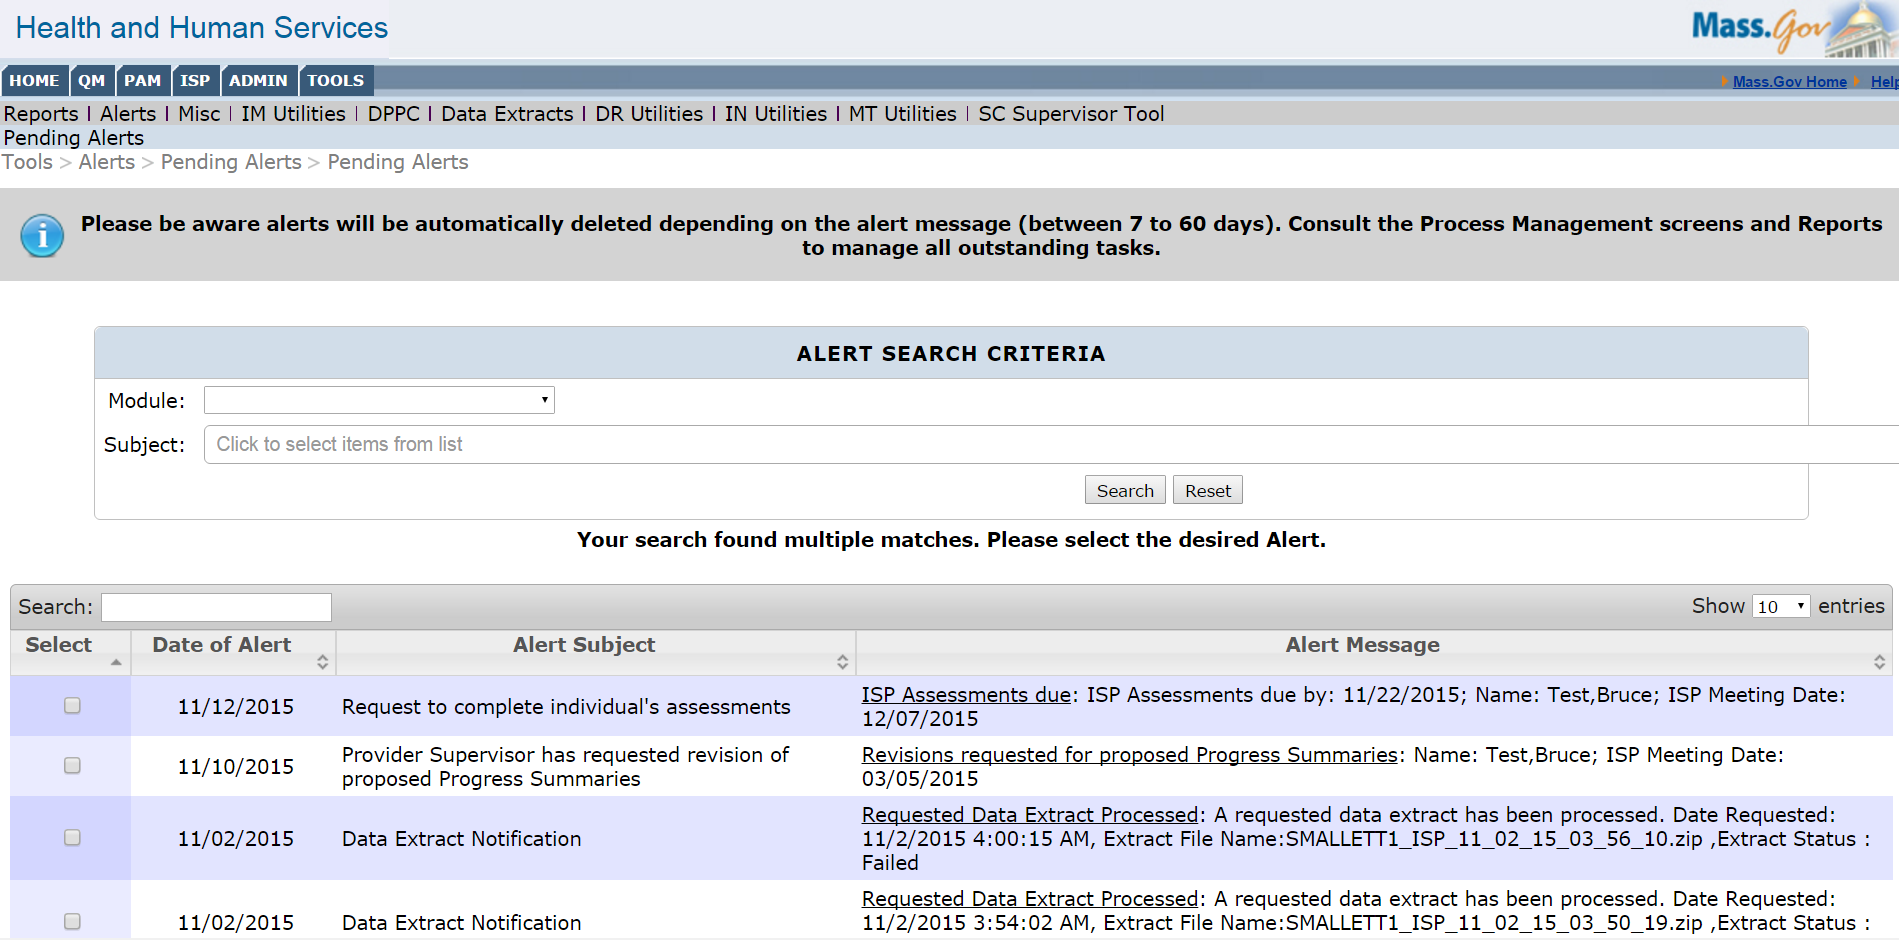 Health and Human Services
Mass.Gov
HOME QM PAM ISP ADMIN TOOLS
Mass.Gov Home
Reports | Alerts | Misc | IM Utilities | DPPC | Data Extracts | DR Utilities | IN Utilities | MT Utilities | SC Supervisor Tool
Pending Alerts
Tools > Alerts > Pending Alerts > Pending Alerts
Please be aware alerts will be automatically deleted depending on the alert message (between 7 to 60 days). Consult the Process Management screens and Reports
to manage all outstanding tasks.
ALERT SEARCH CRITERIA
Module:
Subject: Click to select items from list
Search Reset
Your search found multiple matches. Please select the desired Alert.
Search: Show 10 entries
Select Date of Alert Alert Subject Alert Message
11/12/2015 Request to complete individual's assessments
ISP Assessments due: ISP Assessments due by: 11/22/2015; Name: Test,Bruce; ISP Meeting Date:
12/07/2015
11/10/2015
Provider Supervisor has requested revision of
proposed Progress Summaries
Revisions requested for proposed Progress Summaries: Name: Test,Bruce; ISP Meeting Date:
03/05/2015
11/02/2015 Data Extract Notification
Requested Data Extract Processed: A requested data extract has been processed. Date Requested:
11/2/2015 4:00:15 AM, Extract File Name:SMALLETT1_ISP_11_02_15_03_56_10.zip ,Extract Status :
Failed
11/02/2015 Data Extract Notification
Requested Data Extract Processed: A requested data extract has been processed. Date Requested:
11/2/2015 3:54:02 AM, Extract File Name:SMALLETT1_ISP_11_02_15_03_50_19.zip ,Extract Status :